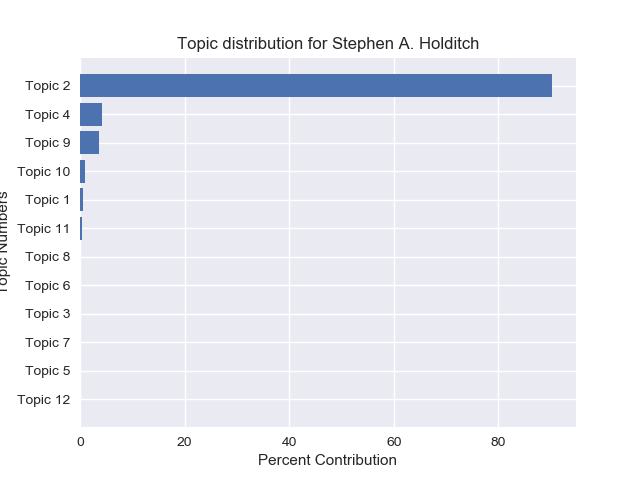 Topic distribution for Stephen A. Holditch
Topic 2
Topic 4
Topic 9
Topic 10
Topic 1
Topic 11
Topic 8
Topic 6
Topic 3
Topic 7
Topic 5
Topic 12
Topic Numbers
0 20 40 60 80
Percent Contribution